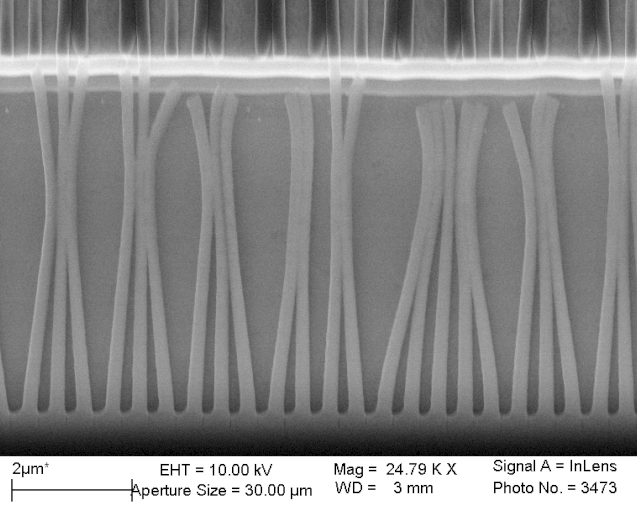 2µm* EHT = 10.00 kV Mag = 24.79 K X Signal A = InLens
Aperture Size = 30.00 µm WD = 3 mm Photo No. = 3473